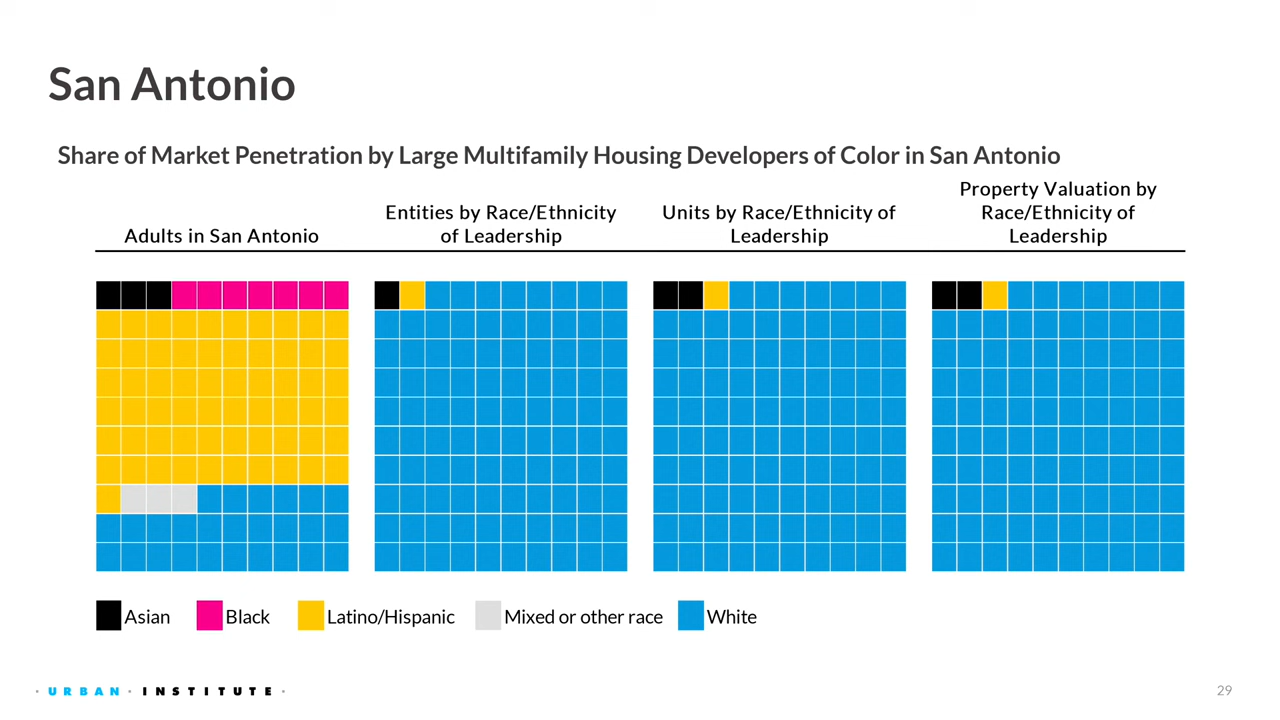 San Antonio
Share of Market Penetration by Large Multifamily Housing Developers of Color in San Antonio
Adults in San Antonio
Entities by Race/Ethnicity
of Leadership
Units by Race/Ethnicity of
Leadership
Property Valuation by
Race/Ethnicity of
Leadership
Asian
Black
Latino/Hispanic
Mixed or other race
White
· URBAN · INSTITUTE ·
29